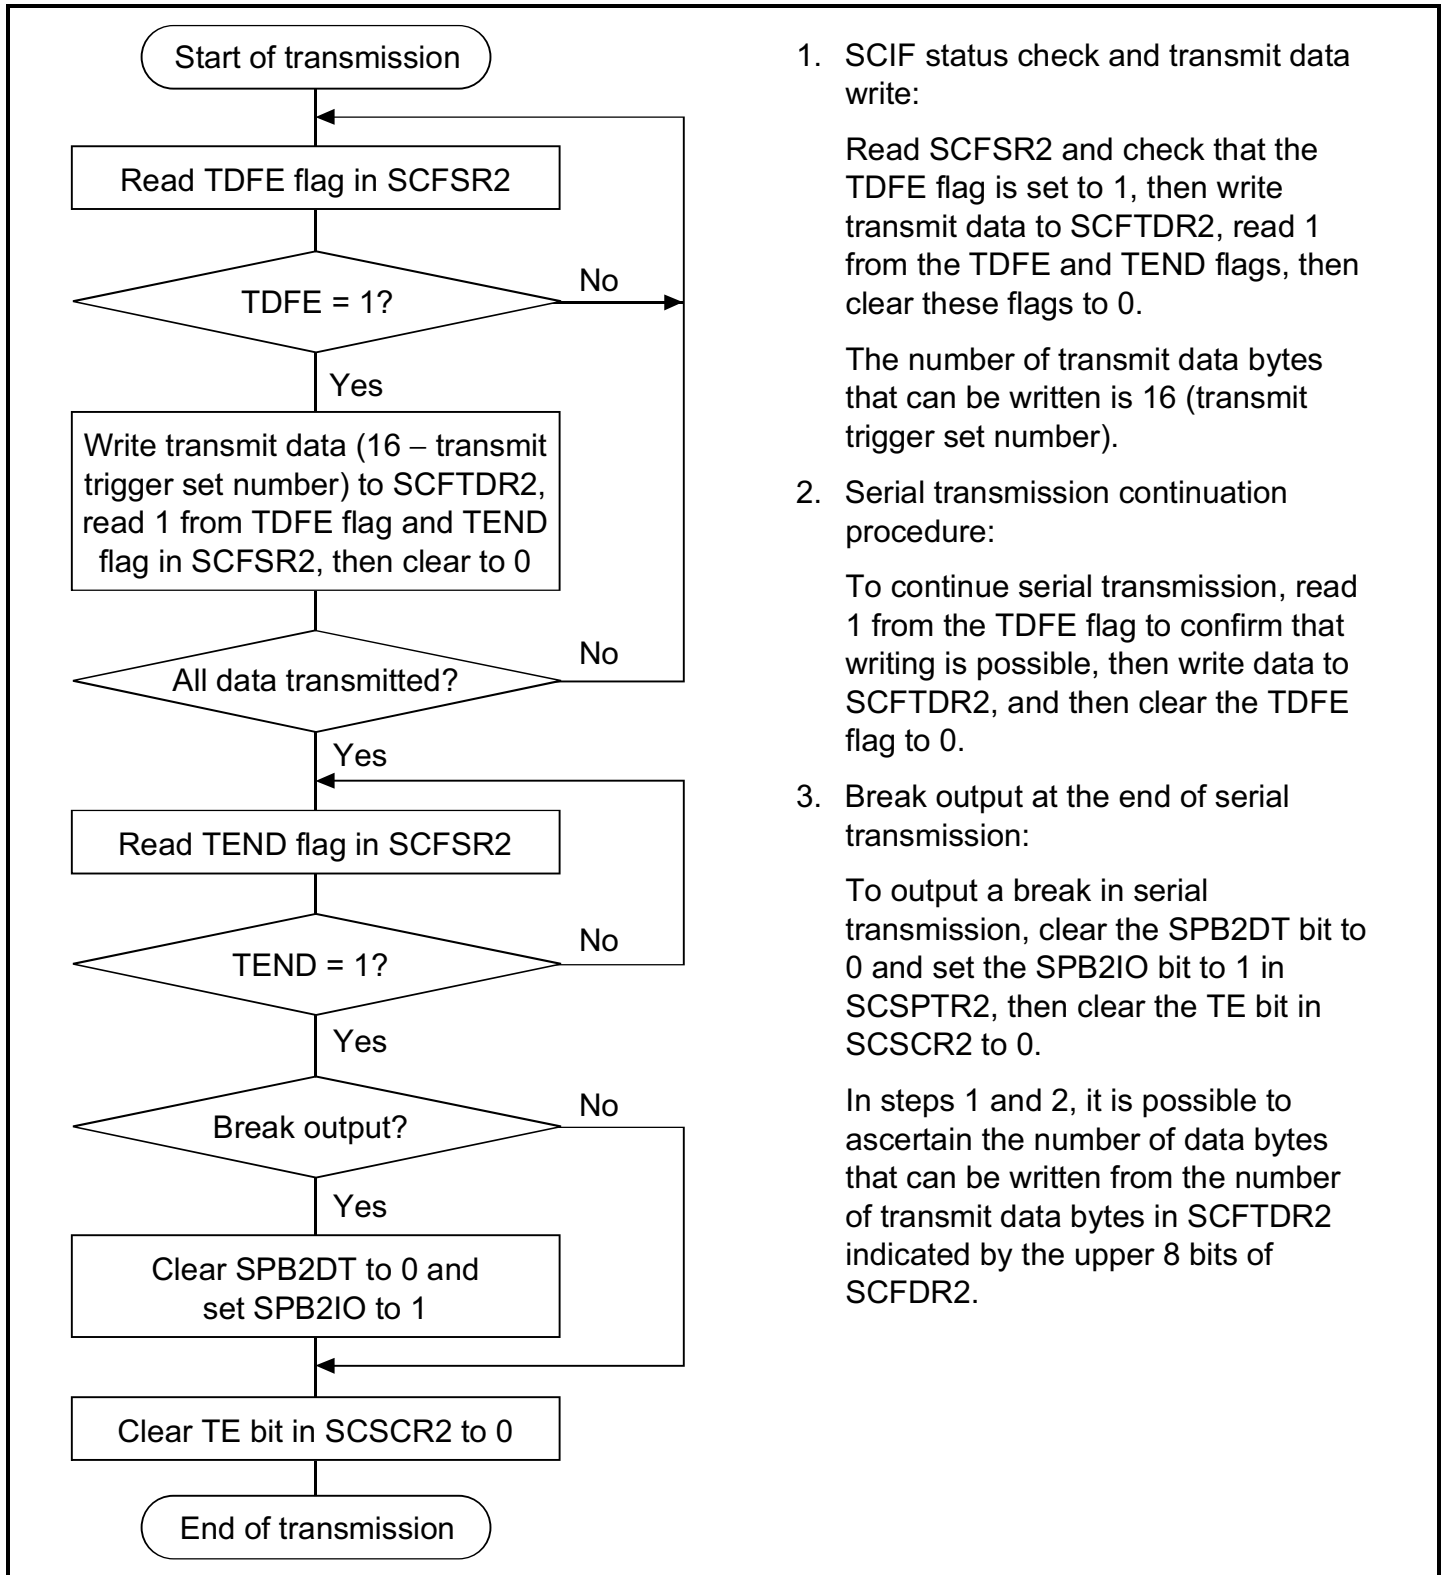 Start of transmission
Read TDFE flag in SCFSR2
TDFE = 1?
No
Yes
Write transmit data (16 – transmit
trigger set number) to SCFTDR2,
read 1 from TDFE flag and TEND
flag in SCFSR2, then clear to 0
All data transmitted?
No
Yes
Read TEND flag in SCFSR2
TEND = 1?
No
Yes
Break output?
No
Yes
Clear SPB2DT to 0 and
set SPB2IO to 1
Clear TE bit in SCSCR2 to 0
End of transmission
1. SCIF status check and transmit data
write:
Read SCFSR2 and check that the
TDFE flag is set to 1, then write
transmit data to SCFTDR2, read 1
from the TDFE and TEND flags, then
clear these flags to 0.
The number of transmit data bytes
that can be written is 16 (transmit
trigger set number).
2. Serial transmission continuation
procedure:
To continue serial transmission, read
1 from the TDFE flag to confirm that
writing is possible, then write data to
SCFTDR2, and then clear the TDFE
flag to 0.
3. Break output at the end of serial
transmission:
To output a break in serial
transmission, clear the SPB2DT bit to
0 and set the SPB2IO bit to 1 in
SCSPTR2, then clear the TE bit in
SCSCR2 to 0.
In steps 1 and 2, it is possible to
ascertain the number of data bytes
that can be written from the number
of transmit data bytes in SCFTDR2
indicated by the upper 8 bits of
SCFDR2.